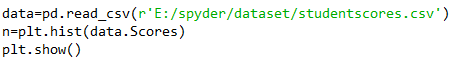 data=pd.read_csv(r'E:/spyder/dataset/studentscores.csv')
n=plt.hist(data.Scores)
plt.show()